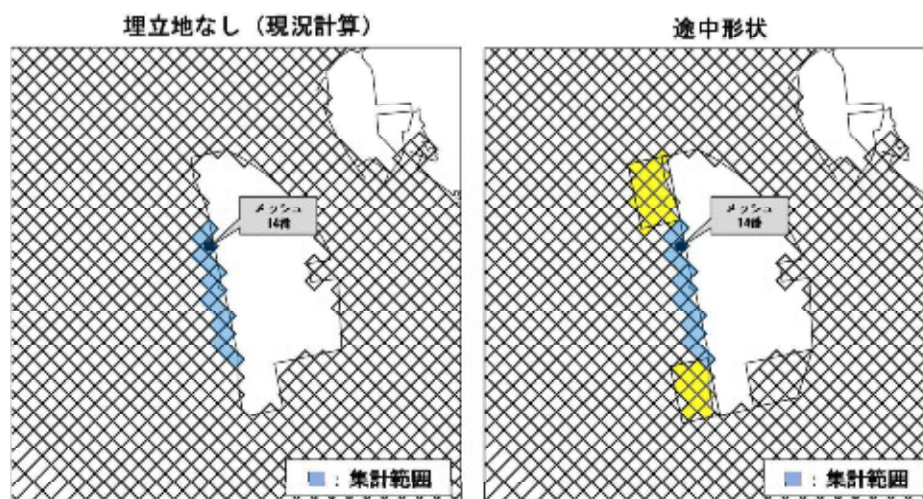 埋立地なし（現況計算）
途中形状
メッシュ
14番
メッシュ
14番
：集計範囲
：集計範囲